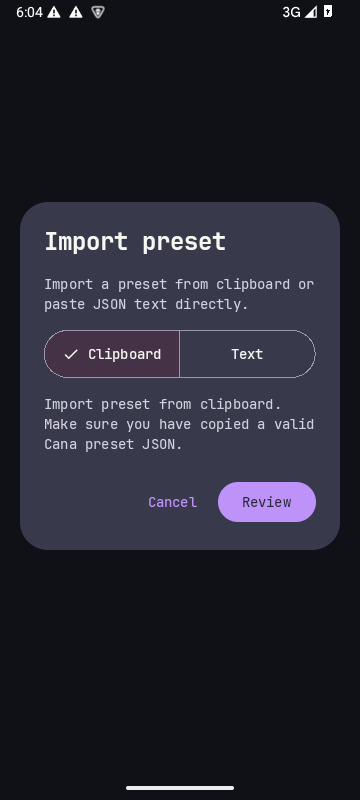 6:04
3G
Import preset
Import a preset from clipboard or
paste JSON text directly.
Clipboard
Text
Import preset from clipboard.
Make sure you have copied a valid
Cana preset JSON.
Cancel
Review